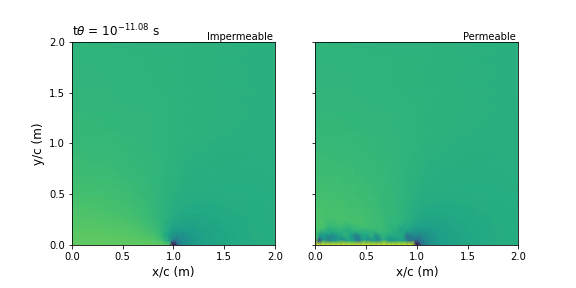 tθ = 10^{-11.08} s
Impermeable
Permeable
y/c (m)
2.0
1.5
1.0
0.5
0.0
0.0 0.5 1.0 1.5 2.0
0.0 0.5 1.0 1.5 2.0
x/c (m)
x/c (m)